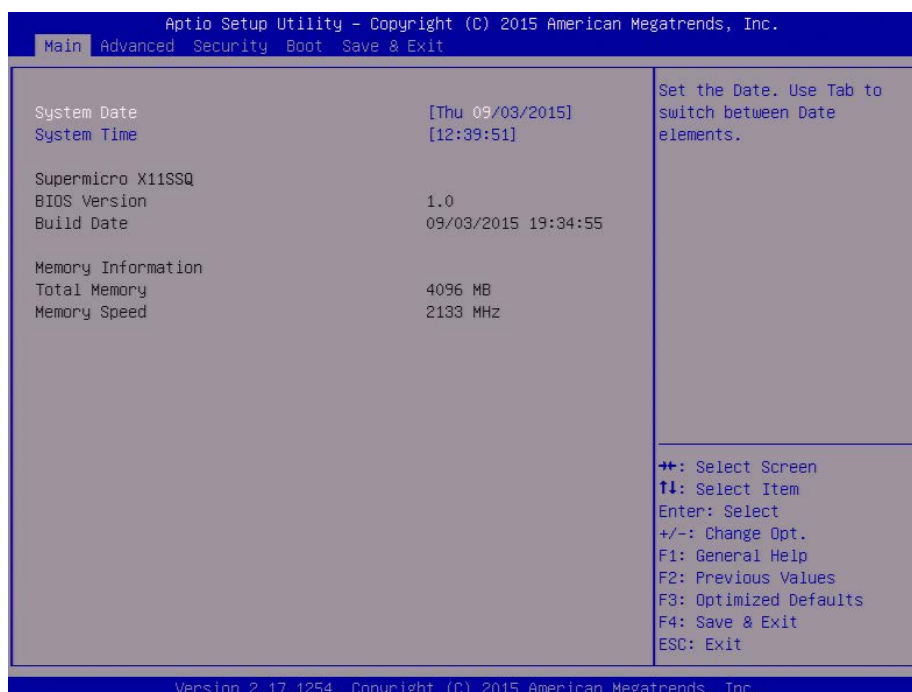 Aptio Setup Utility – Copyright (C) 2015 American Megatrends, Inc.
Main Advanced Security Boot Save & Exit
System Date [Thu 09/03/2015]
System Time [12:39:51]
Supermicro X11SSQ
BIOS Version 1.0
Build Date 09/03/2015 19:34:55
Memory Information
Total Memory 4096 MB
Memory Speed 2133 MHz
Set the Date. Use Tab to
switch between Date
elements.
→←: Select Screen
↑↓: Select Item
Enter: Select
+/-: Change Opt.
F1: General Help
F2: Previous Values
F3: Optimized Defaults
F4: Save & Exit
ESC: Exit
Version 2.17.1254. Copyright (C) 2015 American Megatrends, Inc.